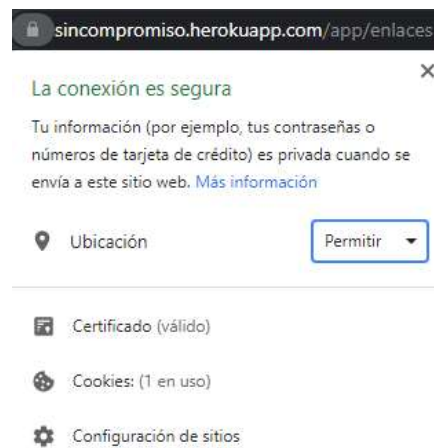 sincompromiso.herokuapp.com/app/enlaces
La conexión es segura
Tu información (por ejemplo, tus contraseñas o
números de tarjeta de crédito) es privada cuando se
envía a este sitio web. Más información
Ubicación Permitir
Certificado (válido)
Cookies: (1 en uso)
Configuración de sitios